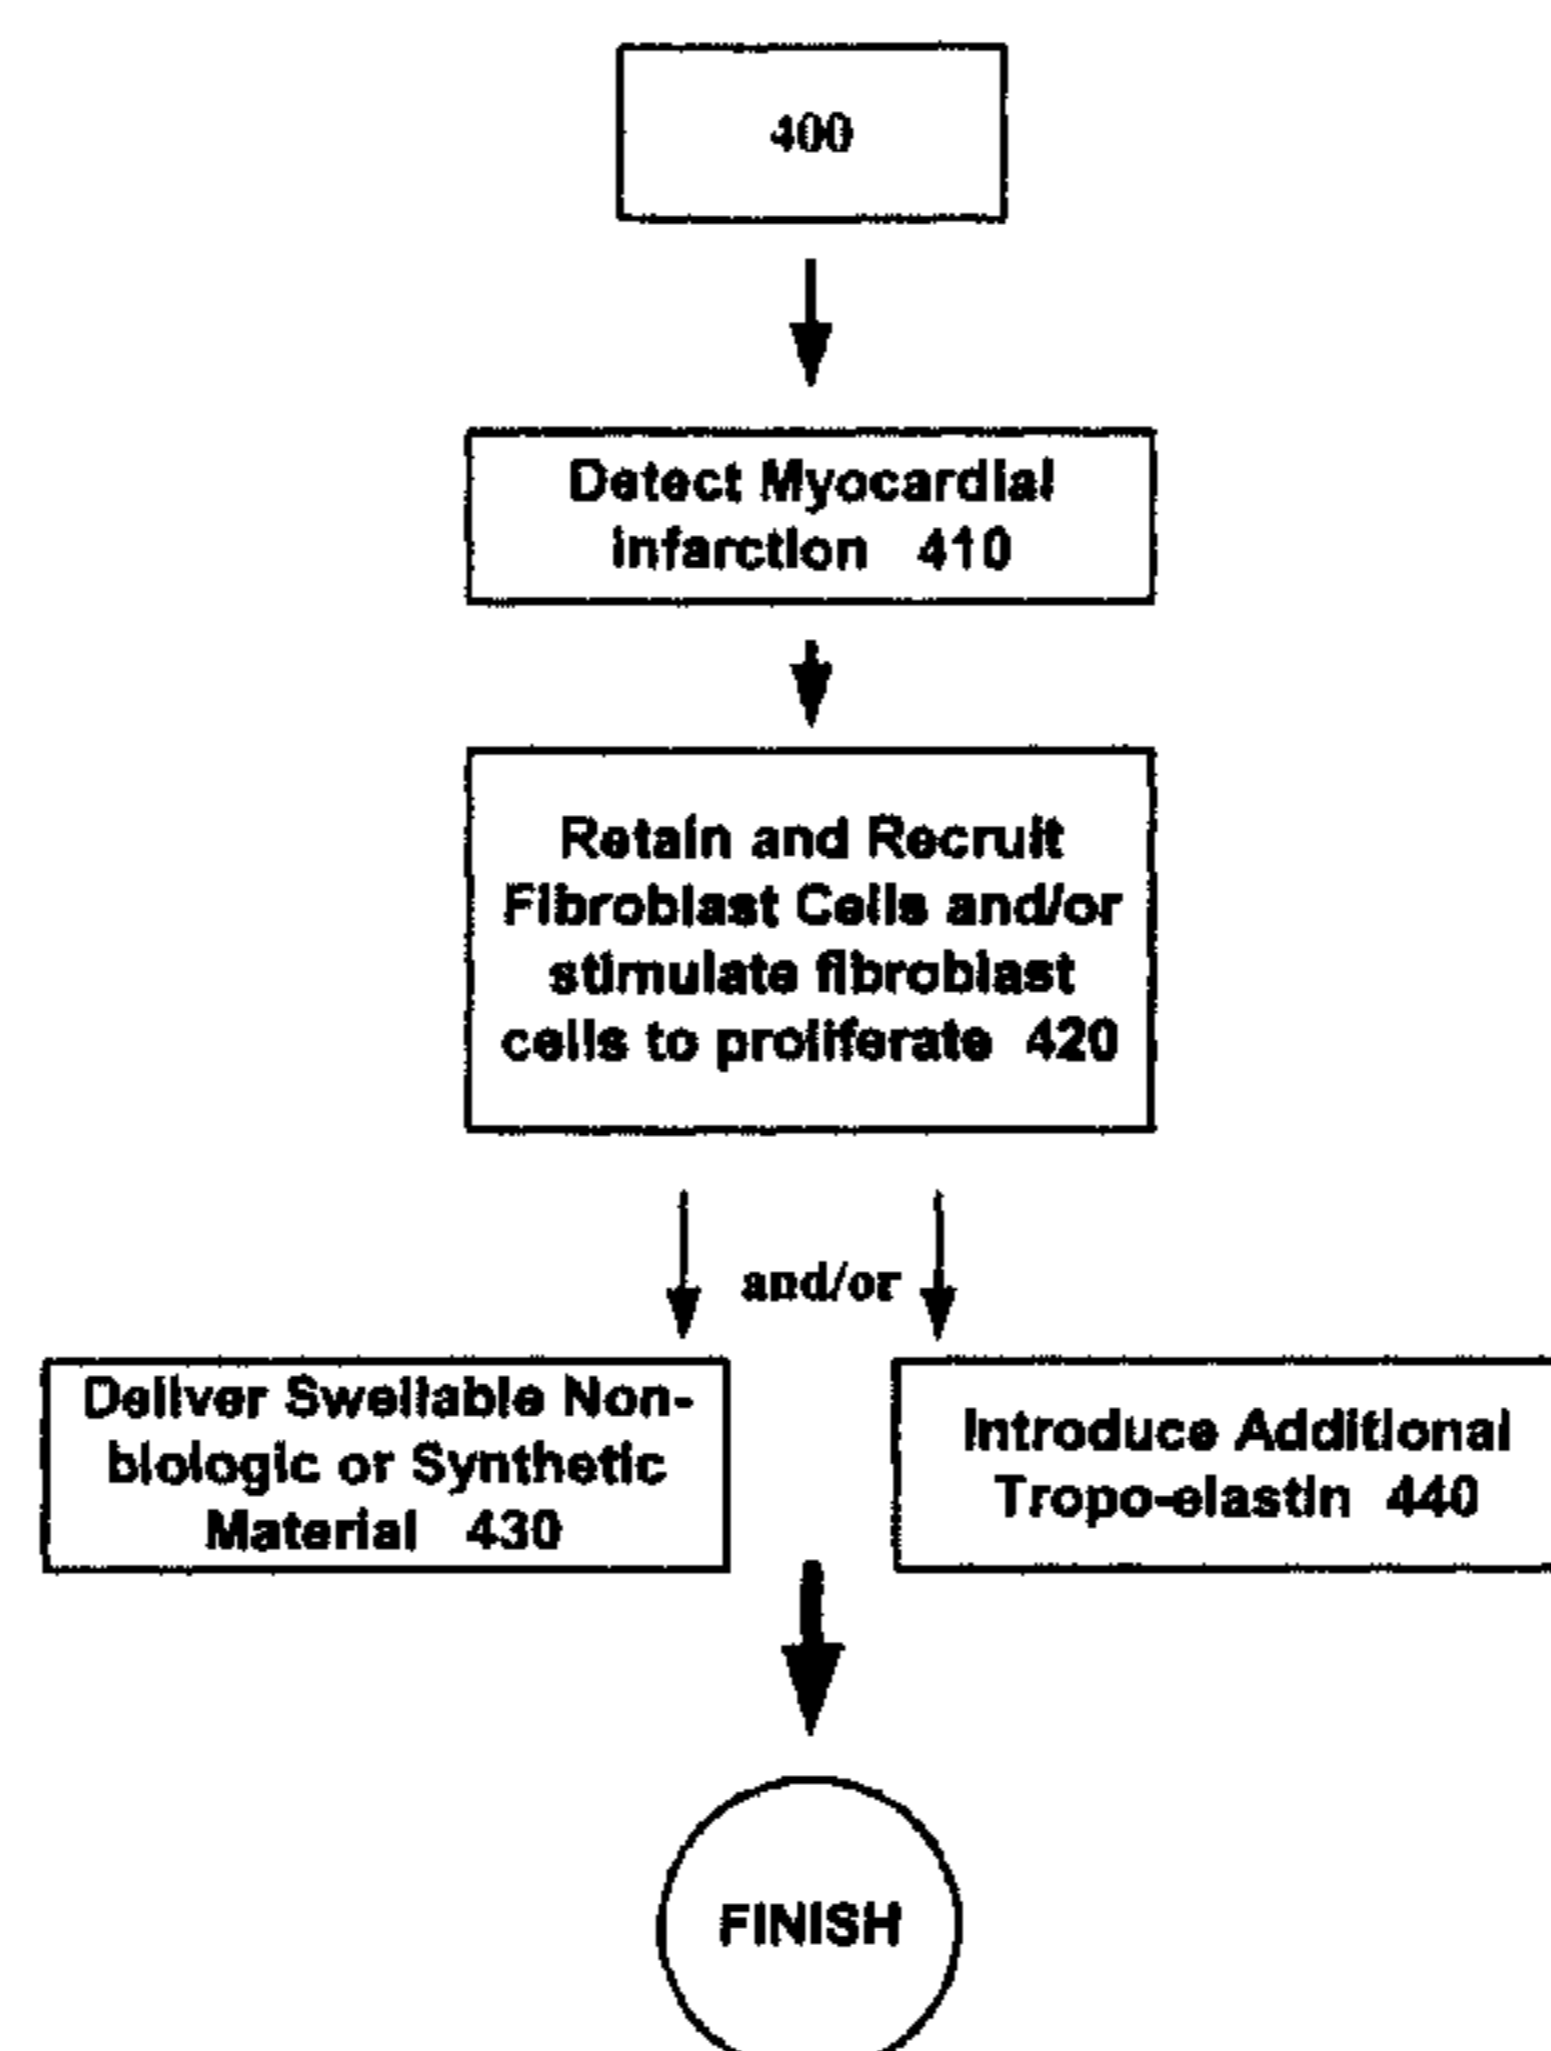 400
Detect Myocardial
Infarction 410
Retain and Recruit
Fibroblast Cells and/or
stimulate fibroblast
cells to proliferate 420
and/or
Deliver Swellable Non-
biologic or Synthetic
Material 430
Introduce Additional
Tropo-elastin 440
FINISH